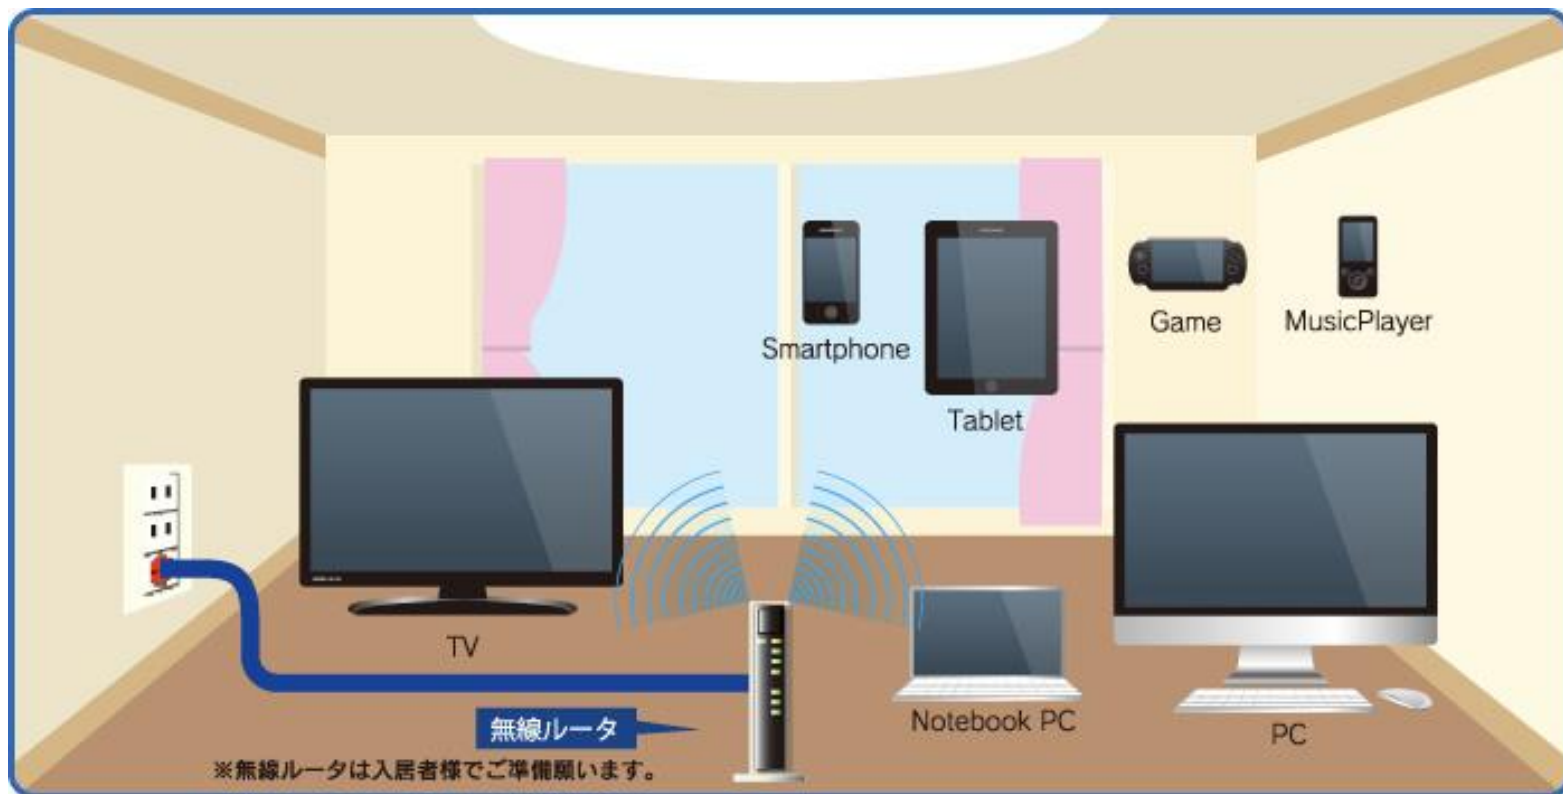 Smartphone
Tablet
Game
MusicPlayer
TV
Notebook PC
PC
無線ルータ
※無線ルータは入居者様でご準備願います。